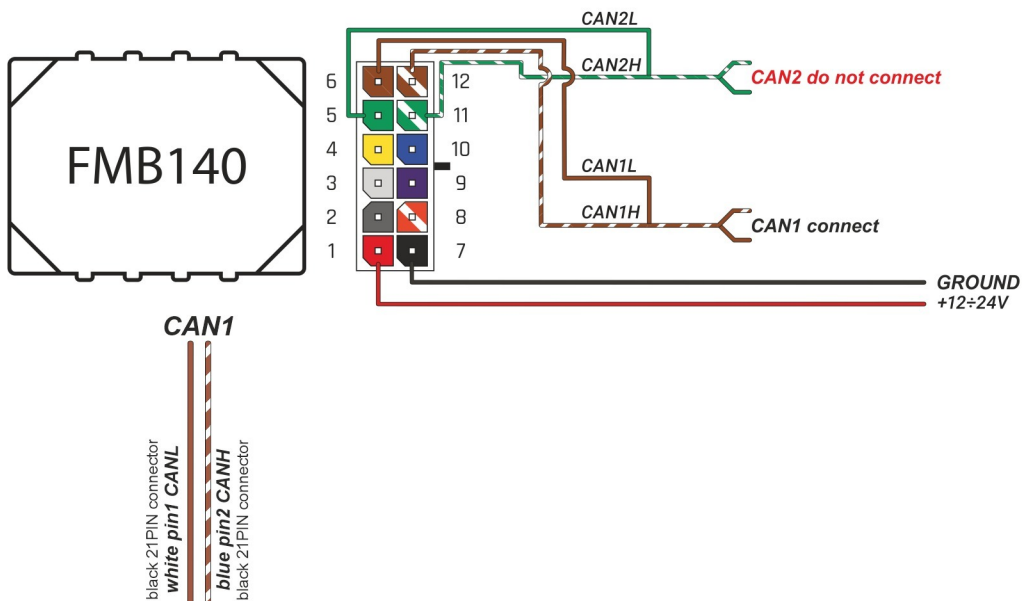 FMB140
CAN2L
CAN2H
CAN2 do not connect
6
12
5
11
4
10
3
9
2
8
1
7
CAN1L
CAN1H
CAN1 connect
GROUND
+12÷24V
CAN1
black 21PIN connector
white pin1 CANL
blue pin2 CANH
black 21PIN connector